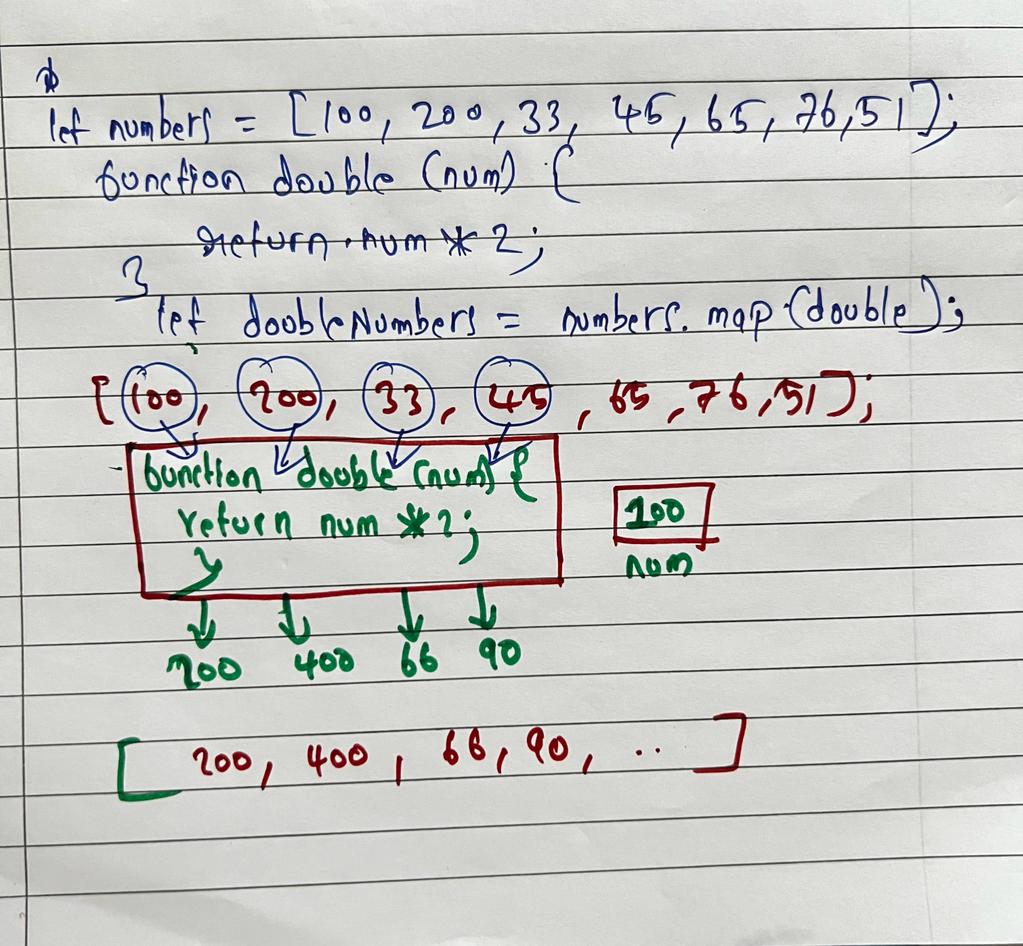 let numbers = [100, 200, 33, 45, 65, 76, 51];
function double (num) {
return num * 2;
}
let doubleNumbers = numbers.map(double);
[100, 200, 33, 45, 65, 76, 51];
function double (num) {
return num * 2;
}
100
num
200 400 66 90
[ 200, 400, 66, 90, .. ]